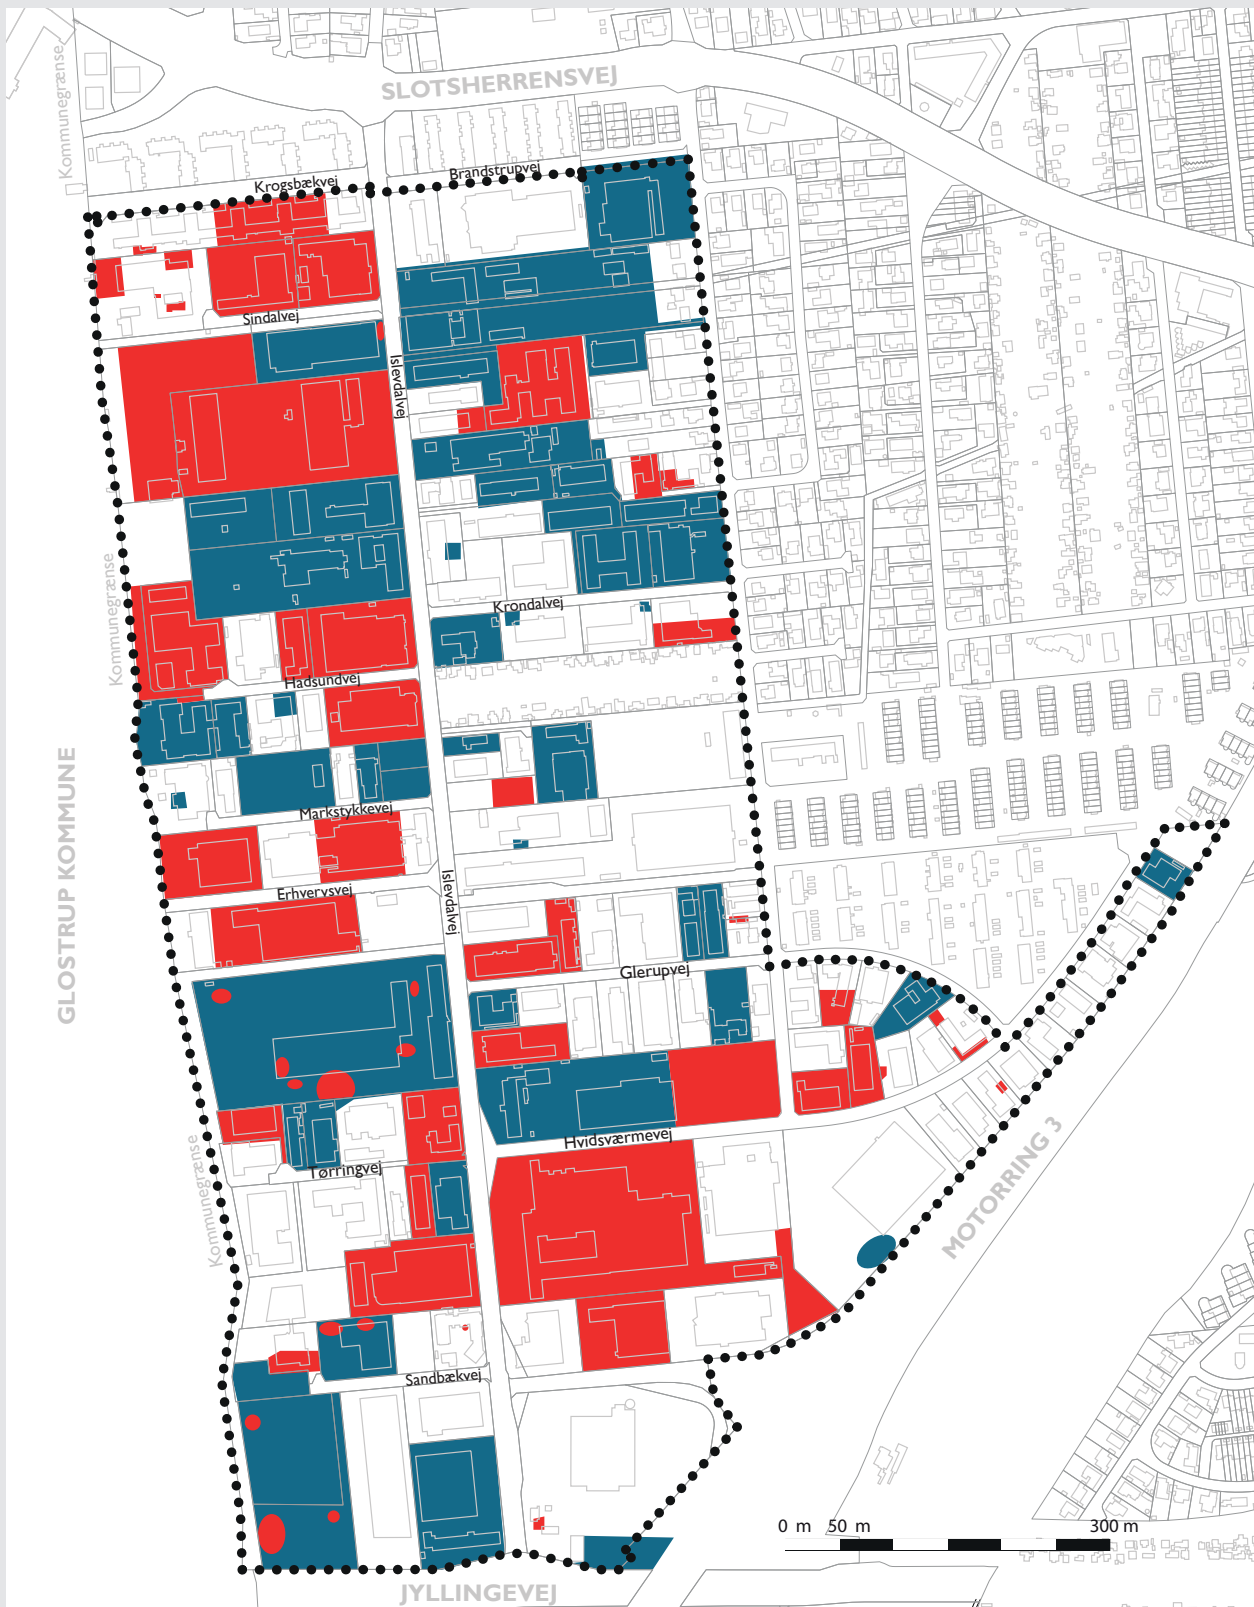 SLOTSHERRENSVEJ
Kommunegrænse
Brandstrupvej
Krogsbækvej
Sindalvej
Islevdalvej
Kommunegrænse
Krondalvej
Hadsundvej
GLOSTRUP KOMMUNE
Markstykkevej
Erhvervsvej
Islevdalvej
Glerupvej
Hvidsværmevej
Kommunegrænse
Tørringvej
MOTORRING 3
Sandbækvej
0 m 50 m 300 m
JYLLINGEVEJ